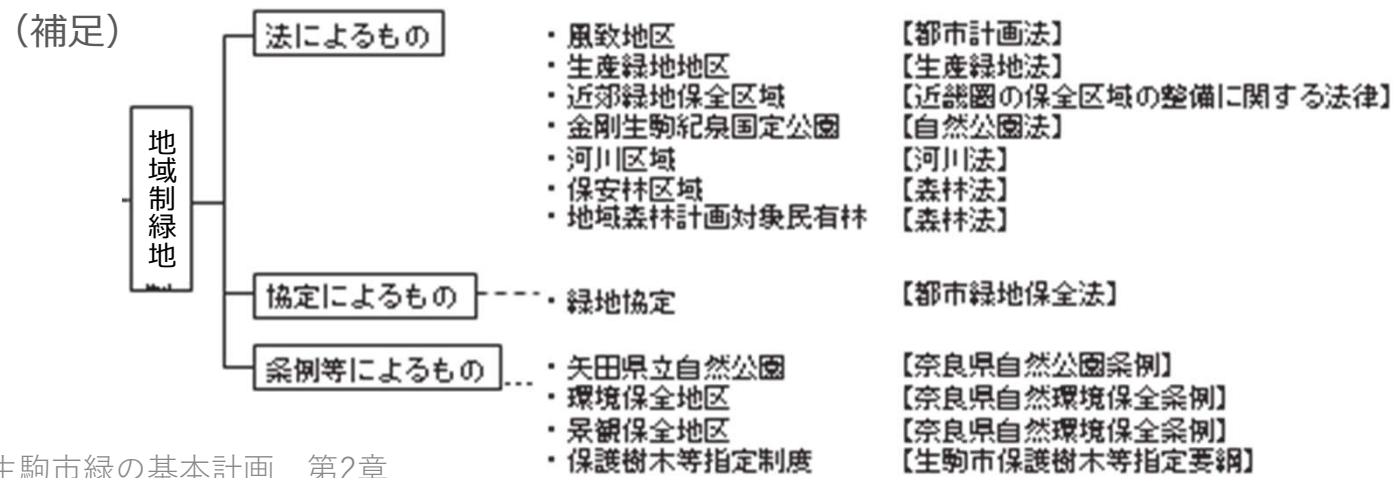 （補足）
地域制緑地
法によるもの
・風致地区 【都市計画法】
・生産緑地地区 【生産緑地法】
・近郊緑地保全区域 【近畿圏の保全区域の整備に関する法律】
・金剛生駒紀泉国定公園 【自然公園法】
・河川区域 【河川法】
・保安林区域 【森林法】
・地域森林計画対象民有林 【森林法】
協定によるもの
・緑地協定 【都市緑地保全法】
条例等によるもの
・矢田県立自然公園 【奈良県自然公園条例】
・環境保全地区 【奈良県自然環境保全条例】
・景観保全地区 【奈良県自然環境保全条例】
・保護樹木等指定制度 【生駒市保護樹木等指定要綱】
生駒市緑の基本計画　第2章